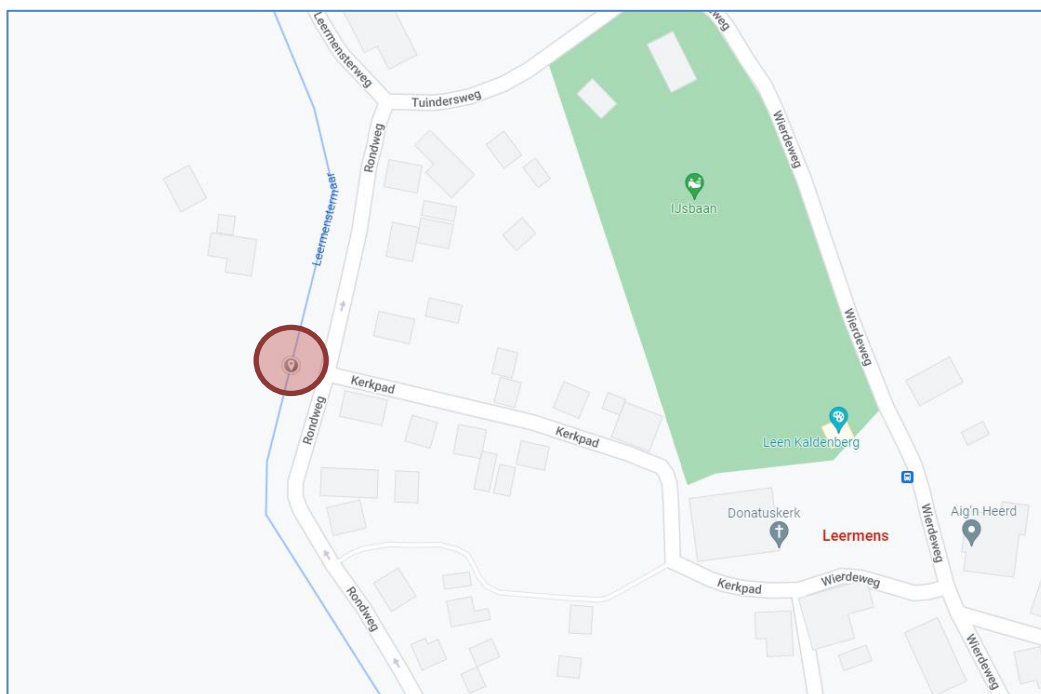 Leermensterweg
Wierdeweg
Tuindersweg
Rondweg
Wierdeweg
Leermenstermaar
IJsbaan
Wierdeweg
Kerkpad
Rondweg
Kerkpad
Leen Kaldenberg
Donatuskerk
Leermens
Aig'n Heerd
Wierdeweg
Rondweg
Kerkpad
Wierdeweg
Wierdeweg